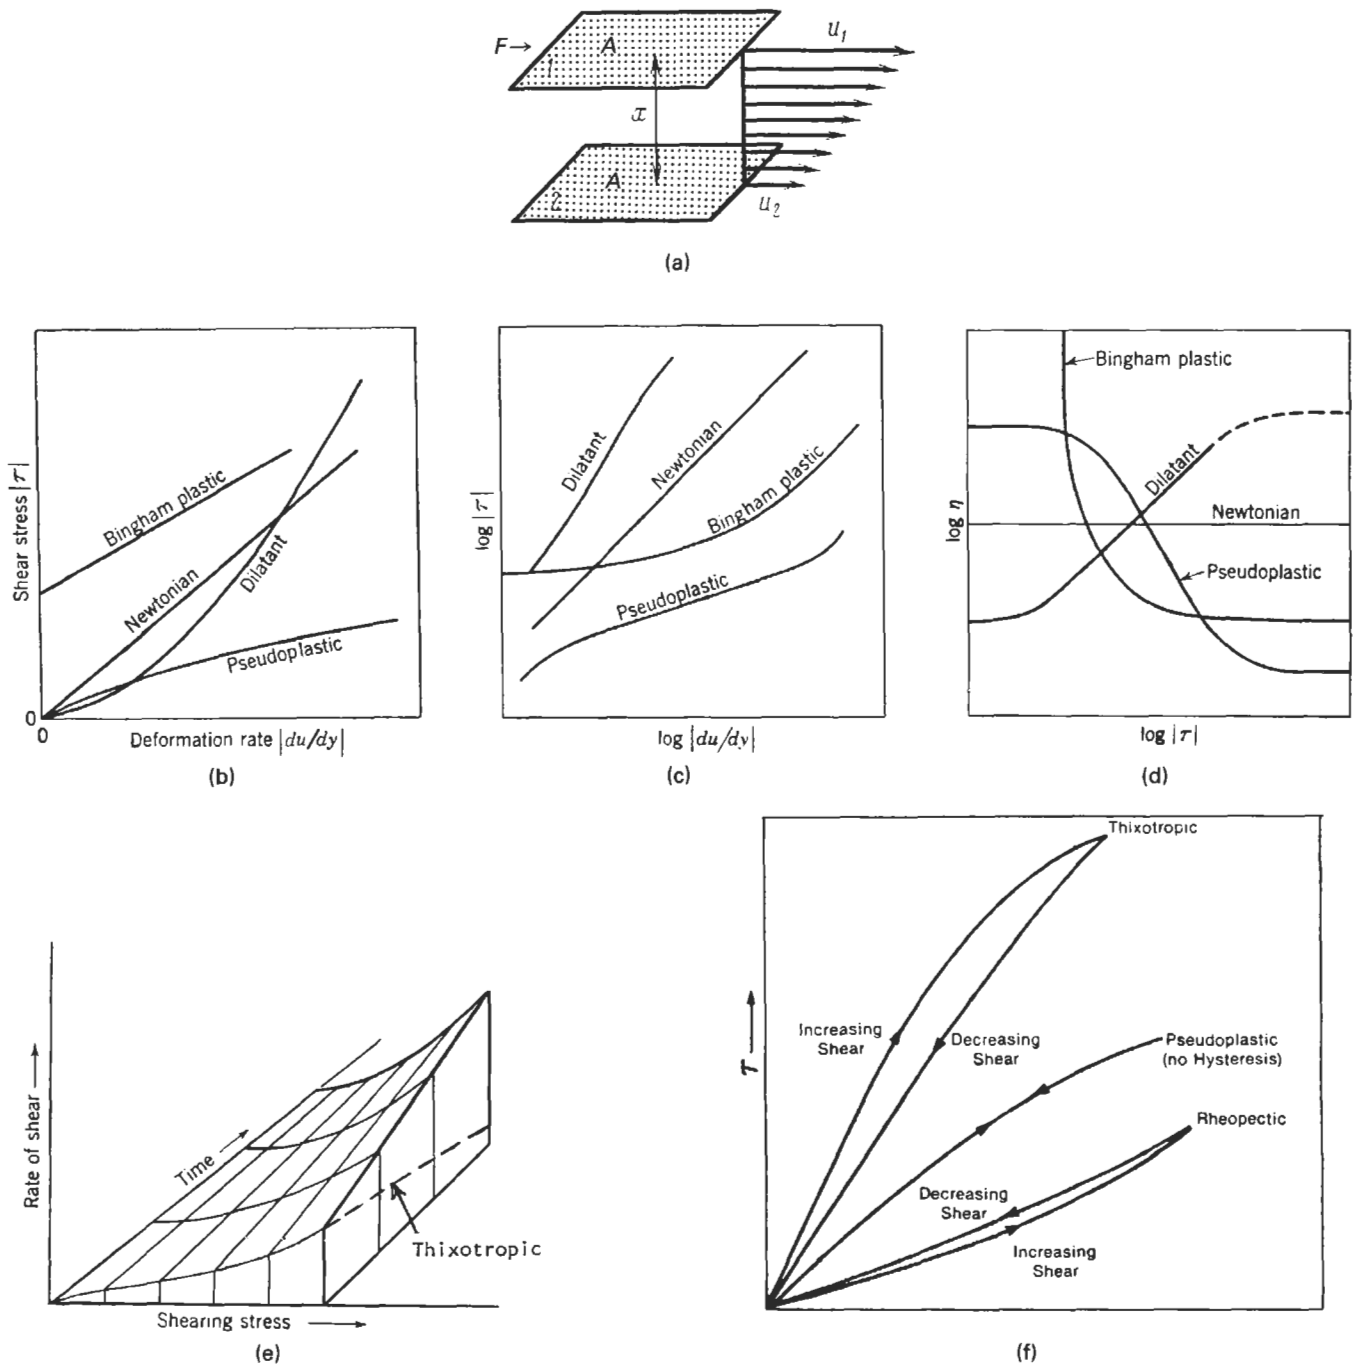 F→
A
1
u₁
x
A
2
u₂
(a)
Shear stress |τ|
Bingham plastic
Newtonian
Dilatant
Pseudoplastic
0
0
Deformation rate |du/dy|
(b)
log |τ|
Dilatant
Newtonian
Bingham plastic
Pseudoplastic
log |du/dy|
(c)
log η
Bingham plastic
Dilatant
Newtonian
Pseudoplastic
log |τ|
(d)
Rate of shear
Time
Thixotropic
Shearing stress
(e)
τ
Thixotropic
Increasing
Shear
Decreasing
Shear
Pseudoplastic
(no Hysteresis)
Rheopectic
Decreasing
Shear
Increasing
Shear
(f)